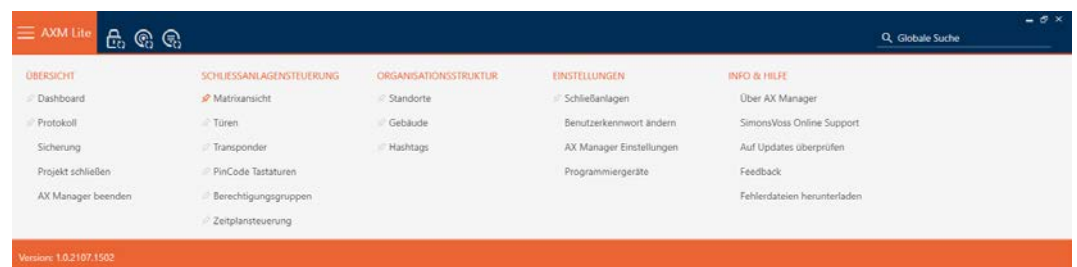 AXM Lite
Globale Suche
ÜBERSICHT
Dashboard
Protokoll
Sicherung
Projekt schließen
AX Manager beenden
SCHLIESSANLAGENSTEUERUNG
Matrixansicht
Türen
Transponder
PinCode Tastaturen
Berechtigungsgruppen
Zeitplansteuerung
ORGANISATIONSSTRUKTUR
Standorte
Gebäude
Hashtags
EINSTELLUNGEN
Schließanlagen
Benutzerkennwort ändern
AX Manager Einstellungen
Programmiergeräte
INFO & HILFE
Über AX Manager
SimonsVoss Online Support
Auf Updates überprüfen
Feedback
Fehlerdateien herunterladen
Version: 1.0.2107.1502